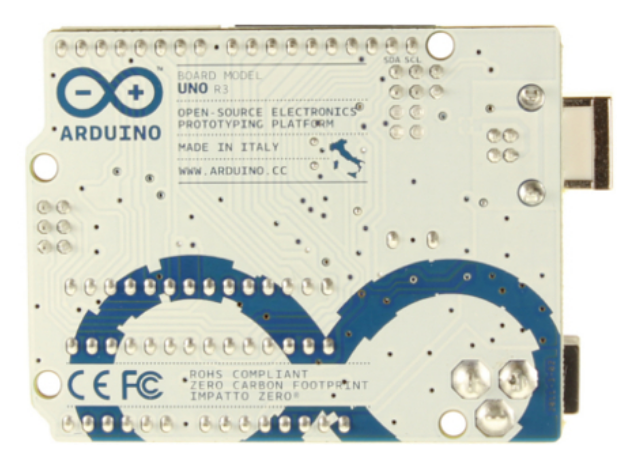 SDA SCL
™
ARDUINO
BOARD MODEL
UNO R3
OPEN-SOURCE ELECTRONICS
PROTOTYPING PLATFORM
MADE IN ITALY
WWW.ARDUINO.CC
CE FC
ROHS COMPLIANT
ZERO CARBON FOOTPRINT
IMPATTO ZERO®